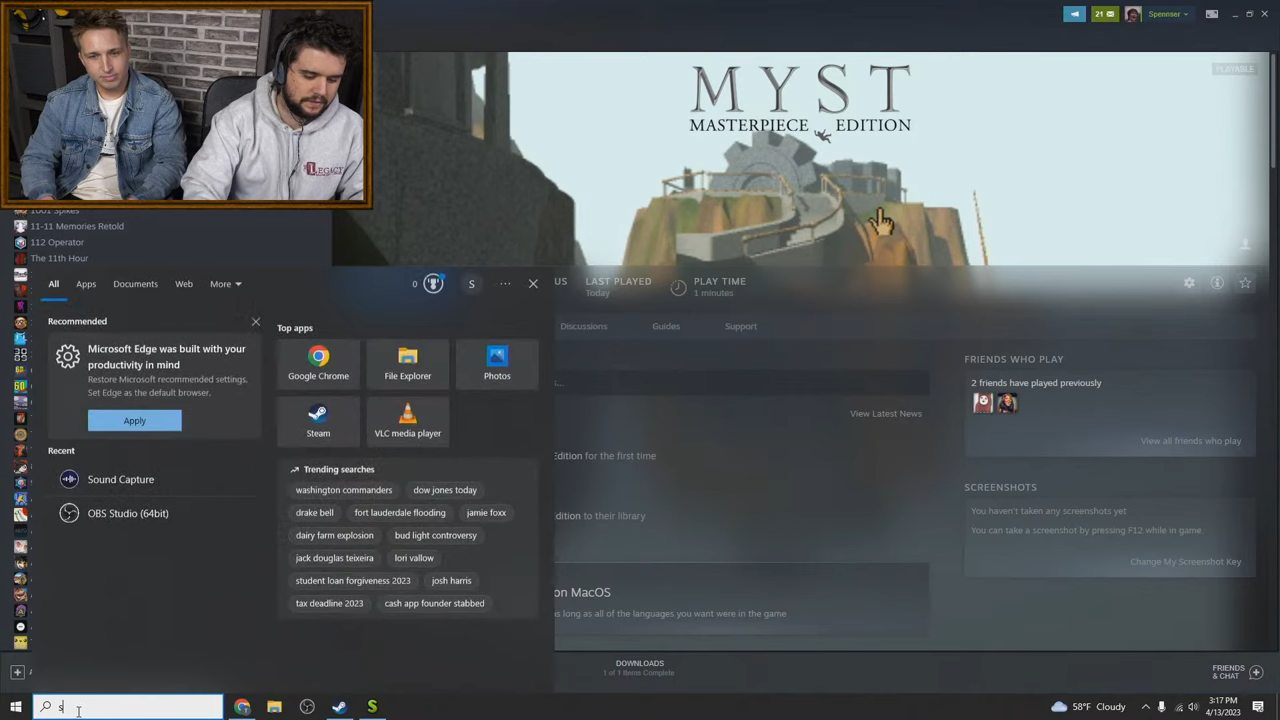 21
Spennser
MYST
MASTERPIECE EDITION
PLAYABLE
LEGACY
1001 Spikes
11-11 Memories Retold
112 Operator
The 11th Hour
All
Apps
Documents
Web
More
0
S
...
US
LAST PLAYED
Today
PLAY TIME
1 minutes
Recommended
Microsoft Edge was built with your
productivity in mind
Restore Microsoft recommended settings.
Set Edge as the default browser.
Apply
Recent
Sound Capture
OBS Studio (64bit)
Top apps
Google Chrome
File Explorer
Photos
Steam
VLC media player
Trending searches
washington commanders
dow jones today
drake bell
fort lauderdale flooding
jamie foxx
dairy farm explosion
bud light controversy
jack douglas teixeira
lori vallow
student loan forgiveness 2023
josh harris
tax deadline 2023
cash app founder stabbed
Discussions
Guides
Support
View Latest News
Edition for the first time
Edition to their library
on MacOS
as long as all of the languages you want were in the game
FRIENDS WHO PLAY
2 friends have played previously
View all friends who play
SCREENSHOTS
You haven't taken any screenshots yet
You can take a screenshot by pressing F12 while in game.
Change My Screenshot Key
DOWNLOADS
1 of 1 Items Complete
FRIENDS
& CHAT
s
58°F Cloudy
3:17 PM
4/13/2023